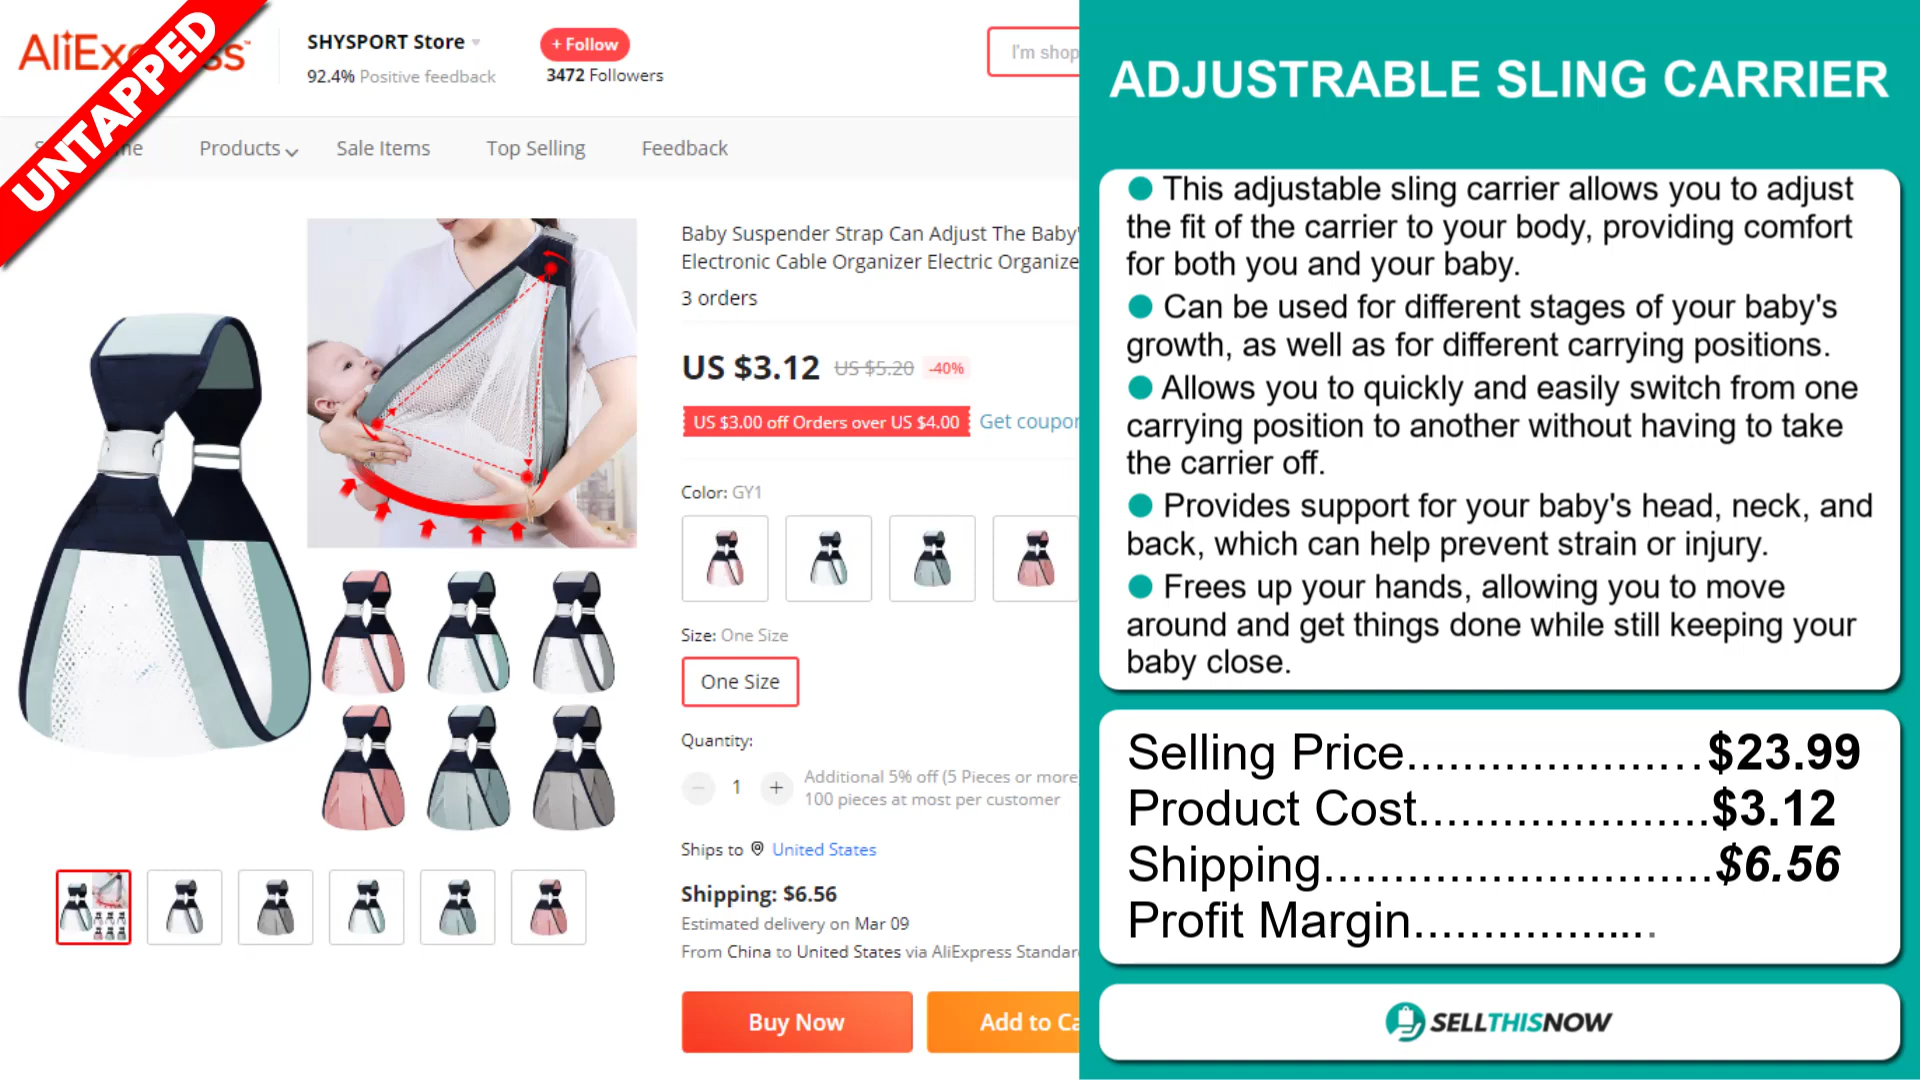 UNTAPPED
SHYSPORT Store
+ Follow
92.4% Positive feedback
3472 Followers
I'm shop
Products
Sale Items
Top Selling
Feedback
Baby Suspender Strap Can Adjust The Baby'
Electronic Cable Organizer Electric Organize
3 orders
US $3.12 US $5.20 -40%
US $3.00 off Orders over US $4.00 Get coupon
Color: GY1
Size: One Size
One Size
Quantity:
1
Additional 5% off (5 Pieces or more
100 pieces at most per customer
Ships to United States
Shipping: $6.56
Estimated delivery on Mar 09
From China to United States via AliExpress Standard
Buy Now
Add to Ca
ADJUSTRABLE SLING CARRIER
● This adjustable sling carrier allows you to adjust
the fit of the carrier to your body, providing comfort
for both you and your baby.
● Can be used for different stages of your baby's
growth, as well as for different carrying positions.
● Allows you to quickly and easily switch from one
carrying position to another without having to take
the carrier off.
● Provides support for your baby's head, neck, and
back, which can help prevent strain or injury.
● Frees up your hands, allowing you to move
around and get things done while still keeping your
baby close.
Selling Price......................$23.99
Product Cost.....................$3.12
Shipping............................$6.56
Profit Margin..................
SELLTHISNOW